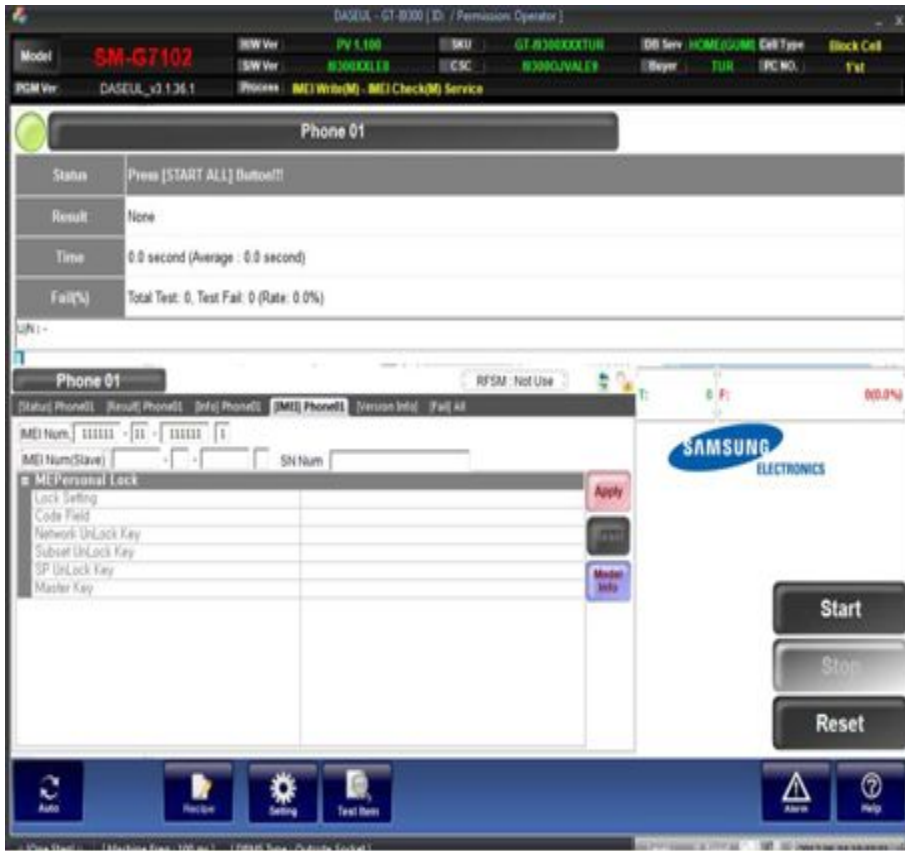 DASEUL - GT-I9300 [ ID: / Permission: Operator ]
Model SM-G7102 H/W Ver PV 1.100 SKU GT-I9300XXXTUR DB Serv HOME(GUMI) Cell Type Block Cell
S/W Ver I9300XXLE8 CSC I9300OJVALE9 Buyer TUR PC NO. 1'st
PGM Ver DASEUL_v3.1.36.1 Process IMEI Write(M) - IMEI Check(M) Service
Phone 01
Status Press [START ALL] Button!!!
Result None
Time 0.0 second (Average : 0.0 second)
Fail(%) Total Test: 0, Test Fail: 0 (Rate: 0.0%)
U/N : -
Phone 01 RFSM : Not Use T: 0 F: 0(0.0%)
[Status] Phone01 [Result] Phone01 [Info] Phone01 [IMEI] Phone01 [Version Info] [Fail] All
IMEI Num. 111111 - 11 - 111111 1
IMEI Num(Slave) - - SN Num
MEPersonal Lock
Lock Setting
Code Field
Network UnLock Key
Subset UnLock Key
SP UnLock Key
Master Key
Apply
Reset
Model Info
SAMSUNG
ELECTRONICS
Start
Stop
Reset
Auto Recipe Setting Test Item Alarm Help